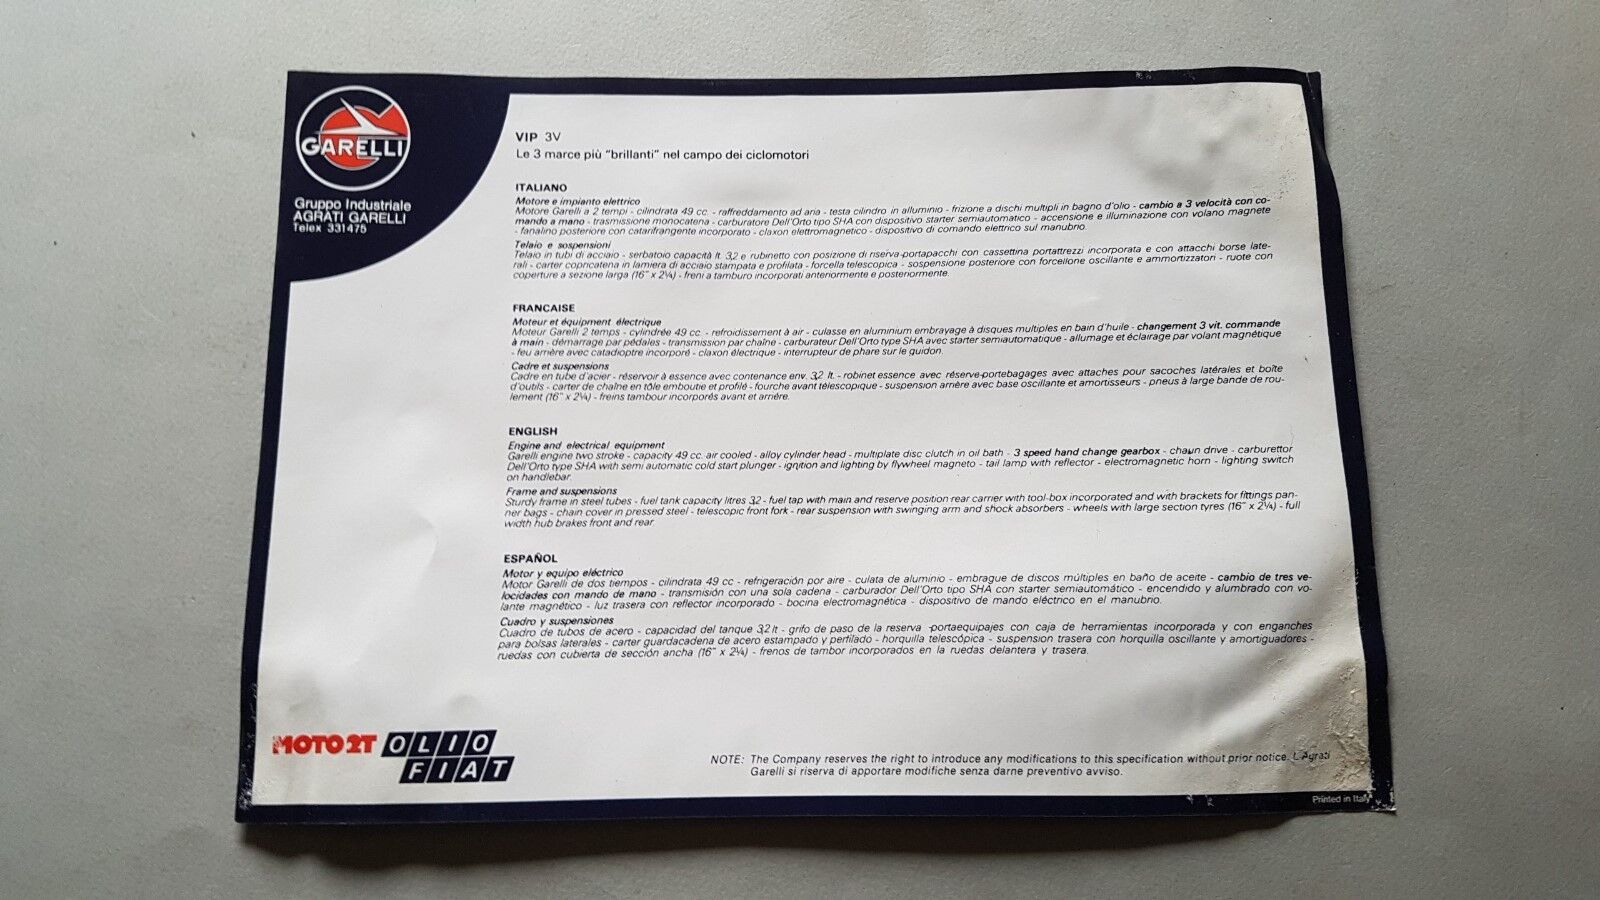 GARELLI
Gruppo Industriale
AGRATI GARELLI
Telex 331475
VIP 3V
Le 3 marce più "brillanti" nel campo dei ciclomotori
ITALIANO
Motore e impianto elettrico
Motore Garelli a 2 tempi - cilindrata 49 cc. - raffreddamento ad aria - testa cilindro in alluminio - frizione a dischi multipli in bagno d'olio - cambio a 3 velocità con co-
mando a mano - trasmissione monocatena - carburatore Dell'Orto tipo SHA con dispositivo starter semiautomatico - accensione e illuminazione con volano magnete
- fanalino posteriore con catarifrangente incorporato - claxon elettromagnetico - dispositivo di comando elettrico sul manubrio.
Telaio e sospensioni
Telaio in tubi di acciaio - serbatoio capacità lt. 3,2 e rubinetto con posizione di riserva-portapacchi con cassettina portattrezzi incorporata e con attacchi borse late-
rali - carter copricatena in lamiera di acciaio stampata e profilata - forcella telescopica - sospensione posteriore con forcellone oscillante e ammortizzatori - ruote con
coperture a sezione larga (16" x 2¼) - freni a tamburo incorporati anteriormente e posteriormente.
FRANCAISE
Moteur et équipment électrique
Moteur Garelli 2 temps - cylindrée 49 cc. - refroidissement à air - culasse en aluminium embrayage à disques multiples en bain d'huile - changement 3 vit. commande
à main - démarrage par pédales - transmission par chaîne - carburateur Dell'Orto type SHA avec starter semiautomatique - allumage et éclairage par volant magnétique
- feu arrière avec catadioptre incorporé - claxon électrique - interrupteur de phare sur le guidon.
Cadre et suspensions
Cadre en tube d'acier - réservoir à essence avec contenance env. 3,2 lt. - robinet essence avec réserve-portebagages avec attaches pour sacoches latérales et boîte
d'outils - carter de chaîne en tôle emboutie et profilé - fourche avant télescopique - suspension arrière avec base oscillante et amortisseurs - pneus à large bande de rou-
lement (16" x 2¼) - freins tambour incorporés avant et arrière.
ENGLISH
Engine and electrical equipment
Garelli engine two stroke - capacity 49 cc. air cooled - alloy cylinder head - multiplate disc clutch in oil bath - 3 speed hand change gearbox - chaun drive - carburettor
Dell'Orto type SHA with semi automatic cold start plunger - ignition and lighting by flywheel magneto - tail lamp with reflector - electromagnetic horn - lighting switch
on handlebar.
Frame and suspensions
Sturdy frame in steel tubes - fuel tank capacity litres 3.2 - fuel tap with main and reserve position rear carrier with tool-box incorporated and with brackets for fittings pan-
ner bags - chain cover in pressed steel - telescopic front fork - rear suspension with swinging arm and shock absorbers - wheels with large section tyres (16" x 2¼) - full
width hub brakes front and rear.
ESPAÑOL
Motor y equipo eléctrico
Motor Garelli de dos tiempos - cilindrata 49 cc - refrigeración por aire - culata de aluminio - embrague de discos múltiples en baño de aceite - cambio de tres ve-
locidades con mando de mano - transmisión con una sola cadena - carburador Dell'Orto tipo SHA con starter semiautomático - encendido y alumbrado con vo-
lante magnético - luz trasera con reflector incorporado - bocina electromagnética - dispositivo de mando eléctrico en el manubrio.
Cuadro y suspensiones
Cuadro de tubos de acero - capacidad del tanque 3,2 lt - grifo de paso de la reserva -portaequipajes con caja de herramientas incorporada y con enganches
para bolsas laterales - carter guardacadena de acero estampado y perfilado - horquilla telescópica - suspensión trasera con horquilla oscillante y amortiguadores -
ruedas con cubierta de sección ancha (16" x 2¼) - frenos de tambor incorporados en la ruedas delantera y trasera.
MOTO 2T OLIO
FIAT
NOTE: The Company reserves the right to introduce any modifications to this specification without prior notice. L'Agrati
Garelli si riserva di apportare modifiche senza darne preventivo avviso.
Printed in Italy